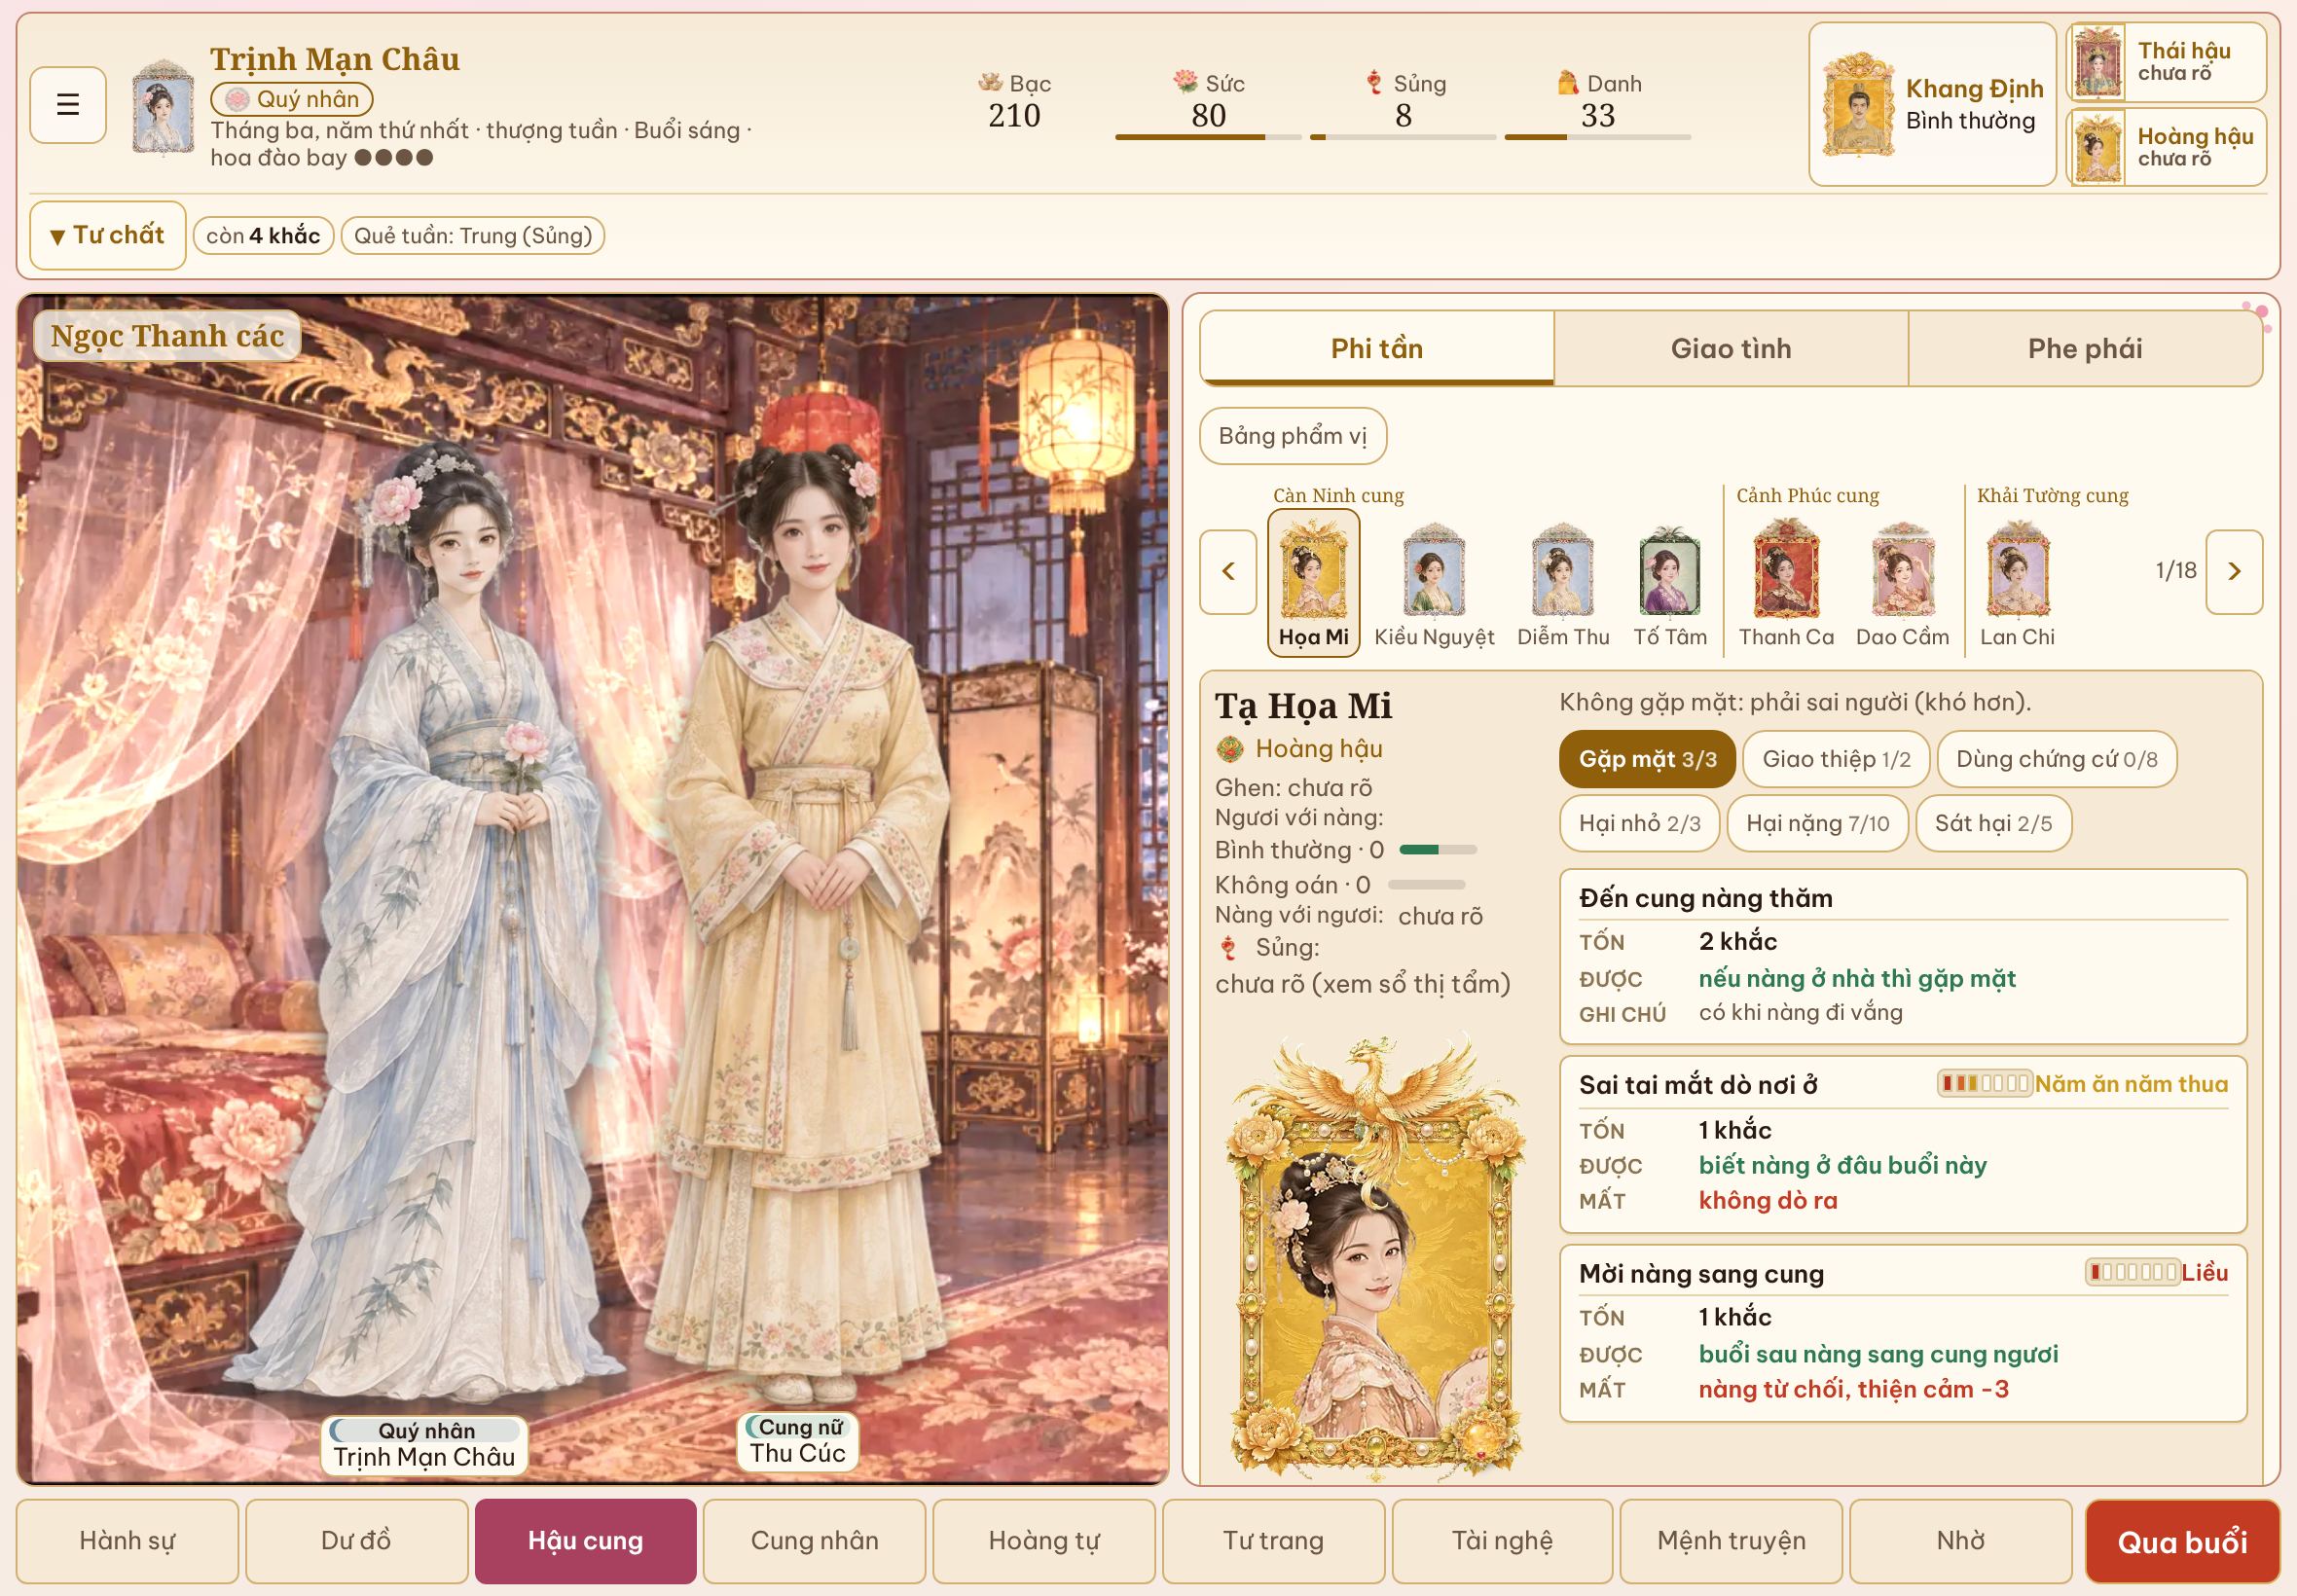 ☰
Trịnh Mạn Châu
Quý nhân
Tháng ba, năm thứ nhất · thượng tuần · Buổi sáng ·
hoa đào bay ●●●●
Bạc
210
Sức
80
Sủng
8
Danh
33
Khang Định
Bình thường
Thái hậu
chưa rõ
Hoàng hậu
chưa rõ
▼ Tư chất
còn 4 khắc
Quẻ tuần: Trung (Sủng)
Ngọc Thanh các
Quý nhân
Trịnh Mạn Châu
Cung nữ
Thu Cúc
Phi tần
Giao tình
Phe phái
Bảng phẩm vị
Càn Ninh cung
Cảnh Phúc cung
Khải Tường cung
‹
Họa Mi
Kiều Nguyệt
Diễm Thu
Tố Tâm
Thanh Ca
Dao Cầm
Lan Chi
1/18
›
Tạ Họa Mi
Hoàng hậu
Ghen: chưa rõ
Ngươi với nàng:
Bình thường · 0
Không oán · 0
Nàng với ngươi: chưa rõ
Sủng:
chưa rõ (xem sổ thị tẩm)
Không gặp mặt: phải sai người (khó hơn).
Gặp mặt 3/3
Giao thiệp 1/2
Dùng chứng cứ 0/8
Hại nhỏ 2/3
Hại nặng 7/10
Sát hại 2/5
Đến cung nàng thăm
TỐN 2 khắc
ĐƯỢC nếu nàng ở nhà thì gặp mặt
GHI CHÚ có khi nàng đi vắng
Sai tai mắt dò nơi ở Năm ăn năm thua
TỐN 1 khắc
ĐƯỢC biết nàng ở đâu buổi này
MẤT không dò ra
Mời nàng sang cung Liều
TỐN 1 khắc
ĐƯỢC buổi sau nàng sang cung ngươi
MẤT nàng từ chối, thiện cảm -3
Hành sự
Dư đồ
Hậu cung
Cung nhân
Hoàng tự
Tư trang
Tài nghệ
Mệnh truyện
Nhờ
Qua buổi